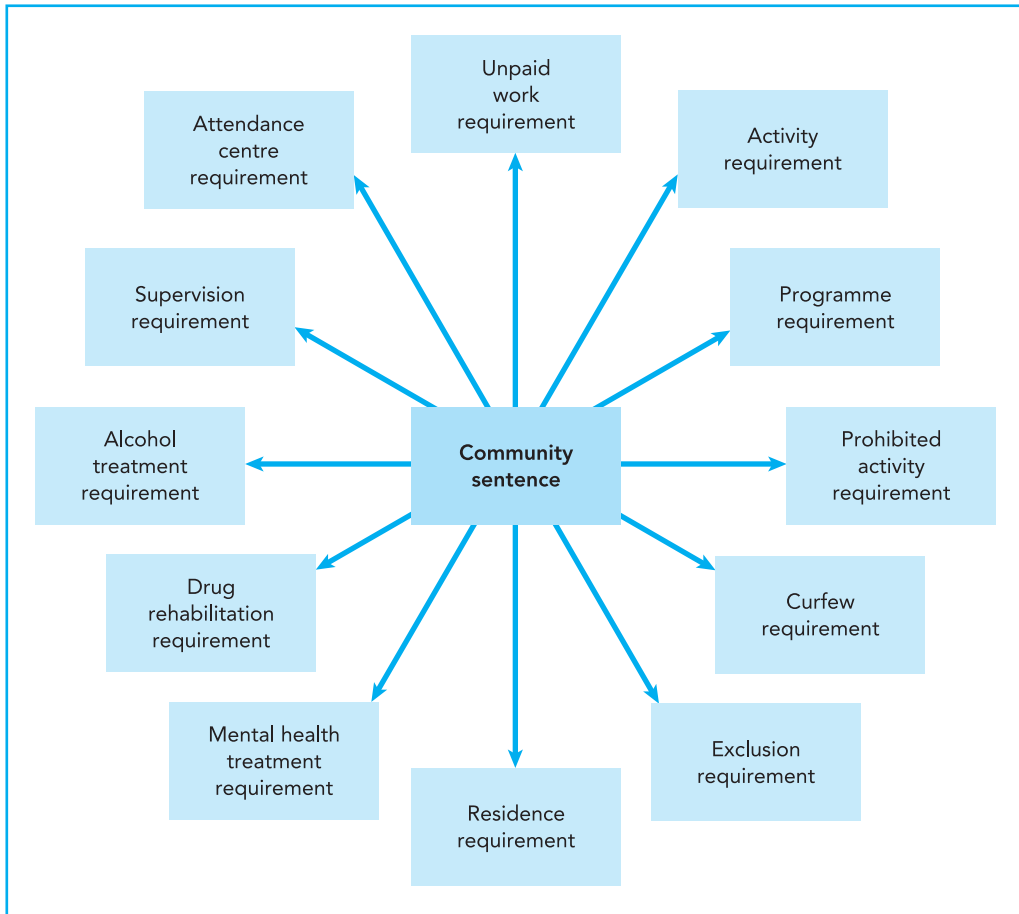 Unpaid
work
requirement
Attendance
centre
requirement
Activity
requirement
Supervision
requirement
Programme
requirement
Alcohol
treatment
requirement
Community
sentence
Prohibited
activity
requirement
Drug
rehabilitation
requirement
Curfew
requirement
Mental health
treatment
requirement
Exclusion
requirement
Residence
requirement